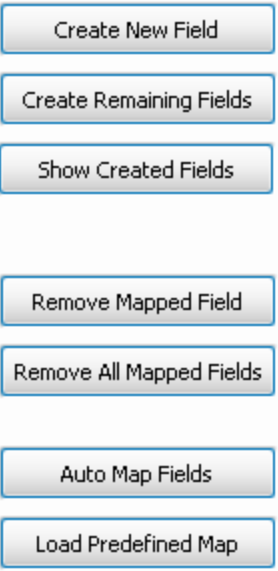 Create New Field
Create Remaining Fields
Show Created Fields
Remove Mapped Field
Remove All Mapped Fields
Auto Map Fields
Load Predefined Map